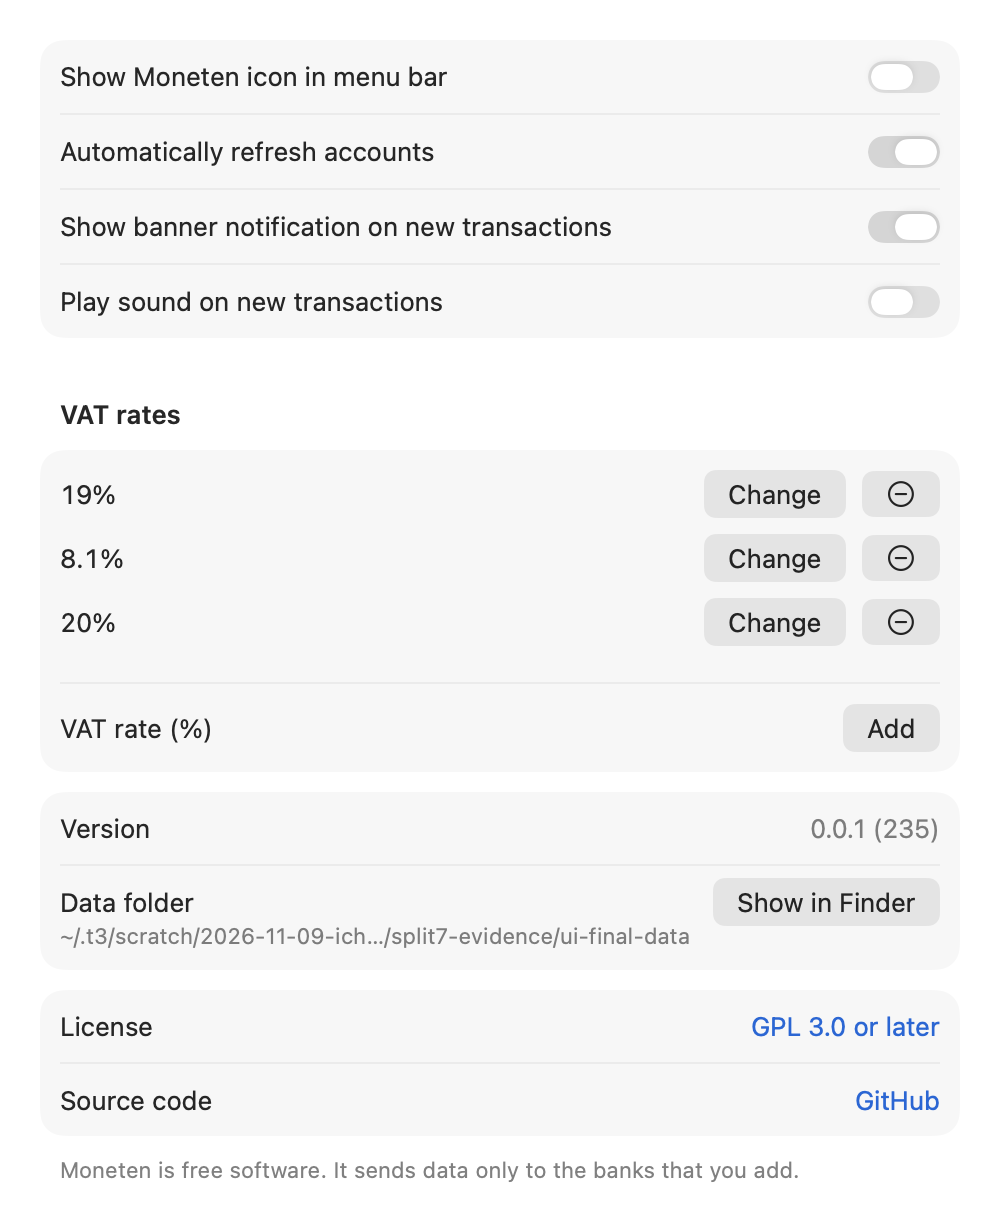 Show Moneten icon in menu bar
Automatically refresh accounts
Show banner notification on new transactions
Play sound on new transactions
VAT rates
19% Change
8.1% Change
20% Change
VAT rate (%) Add
Version 0.0.1 (235)
Data folder Show in Finder
~/.t3/scratch/2026-11-09-ich…/split7-evidence/ui-final-data
License GPL 3.0 or later
Source code GitHub
Moneten is free software. It sends data only to the banks that you add.